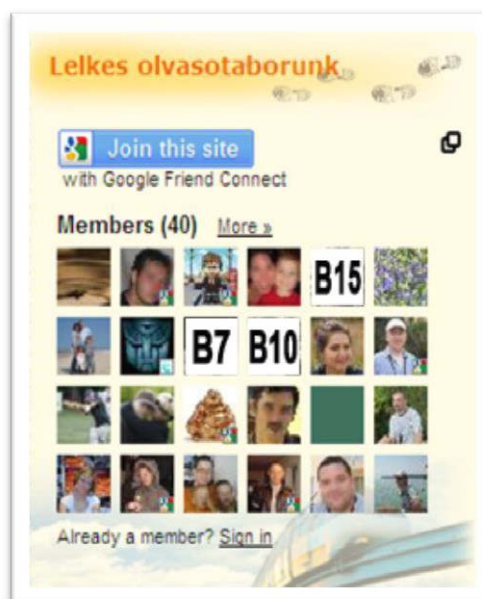 Lelkes olvasotaborunk
Join this site
with Google Friend Connect
Members (40) More »
B15
B7 B10
Already a member? Sign in